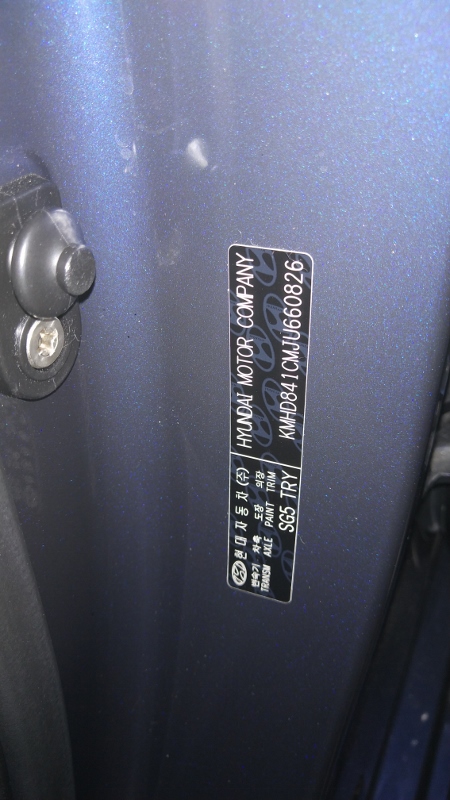 현대자동차(주) HYUNDAI MOTOR COMPANY
변속기 차축 도장 의장
TRANSM AXLE PAINT TRIM
KMHD841CMJU660826
SG5 TRY